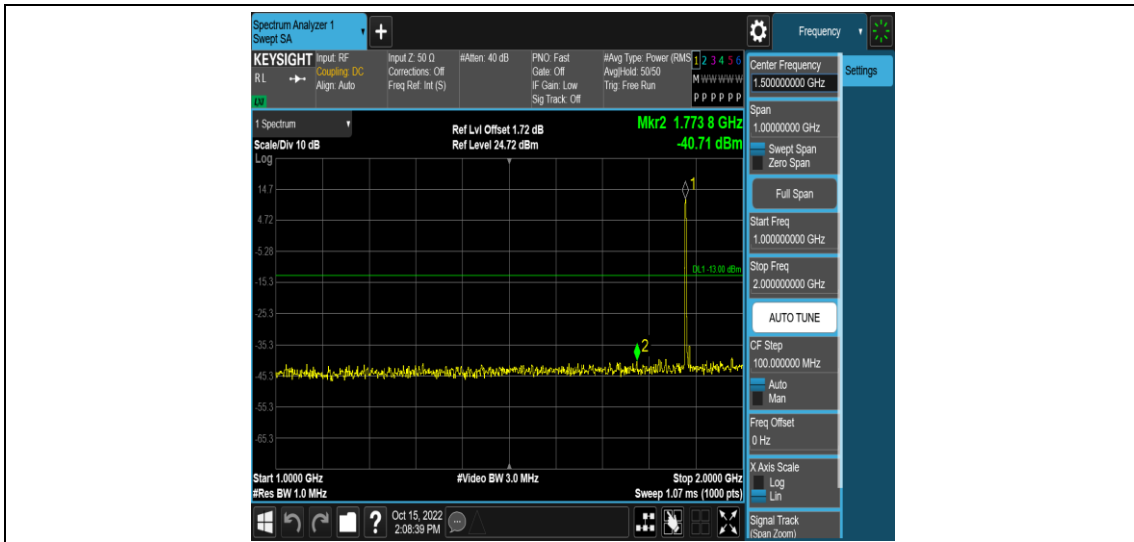 Spectrum Analyzer 1
Swept SA
+
Frequency
KEYSIGHT
RL
LXI
Input: RF
Coupling: DC
Align: Auto
Input Z: 50 Ω
Corrections: Off
Freq Ref: Int (S)
#Atten: 40 dB
PNO: Fast
Gate: Off
IF Gain: Low
Sig Track: Off
#Avg Type: Power (RMS
Avg|Hold: 50/50
Trig: Free Run
1 2 3 4 5 6
M W W W W W
P P P P P P
1 Spectrum
Scale/Div 10 dB
Ref Lvl Offset 1.72 dB
Ref Level 24.72 dBm
Mkr2 1.773 8 GHz
-40.71 dBm
Log
14.7
4.72
-5.28
-15.3
-25.3
-35.3
-45.3
-55.3
-65.3
1
DL1 -13.00 dBm
2
Start 1.0000 GHz
#Res BW 1.0 MHz
#Video BW 3.0 MHz
Stop 2.0000 GHz
Sweep 1.07 ms (1000 pts)
Center Frequency
1.500000000 GHz
Settings
Span
1.00000000 GHz
Swept Span
Zero Span
Full Span
Start Freq
1.000000000 GHz
Stop Freq
2.000000000 GHz
AUTO TUNE
CF Step
100.000000 MHz
Auto
Man
Freq Offset
0 Hz
X Axis Scale
Log
Lin
Signal Track
(Span Zoom)
?
Oct 15, 2022
2:08:39 PM